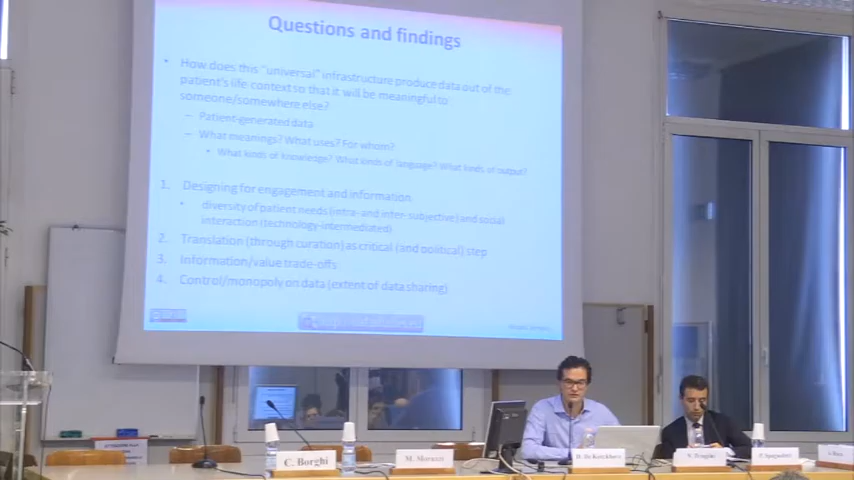 Questions and findings
• How does this "universal" infrastructure produce data out of the
patient's life context so that it will be meaningful to
someone/somewhere else?
– Patient-generated data
– What meanings? What uses? For whom?
• What kinds of knowledge? What kinds of language? What kinds of output?
1. Designing for engagement and information
• diversity of patient needs (intra- and inter-subjective) and social
interaction (technology-intermediated)
2. Translation (through curation) as critical (and political) step
3. Information/value trade-offs
4. Control/monopoly on data (extent of data sharing)
C. Borghi
M. Morozzi